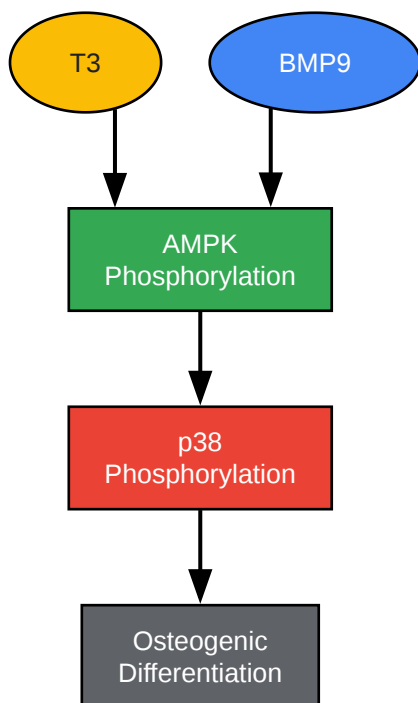 T3
BMP9
AMPK
Phosphorylation
p38
Phosphorylation
Osteogenic
Differentiation